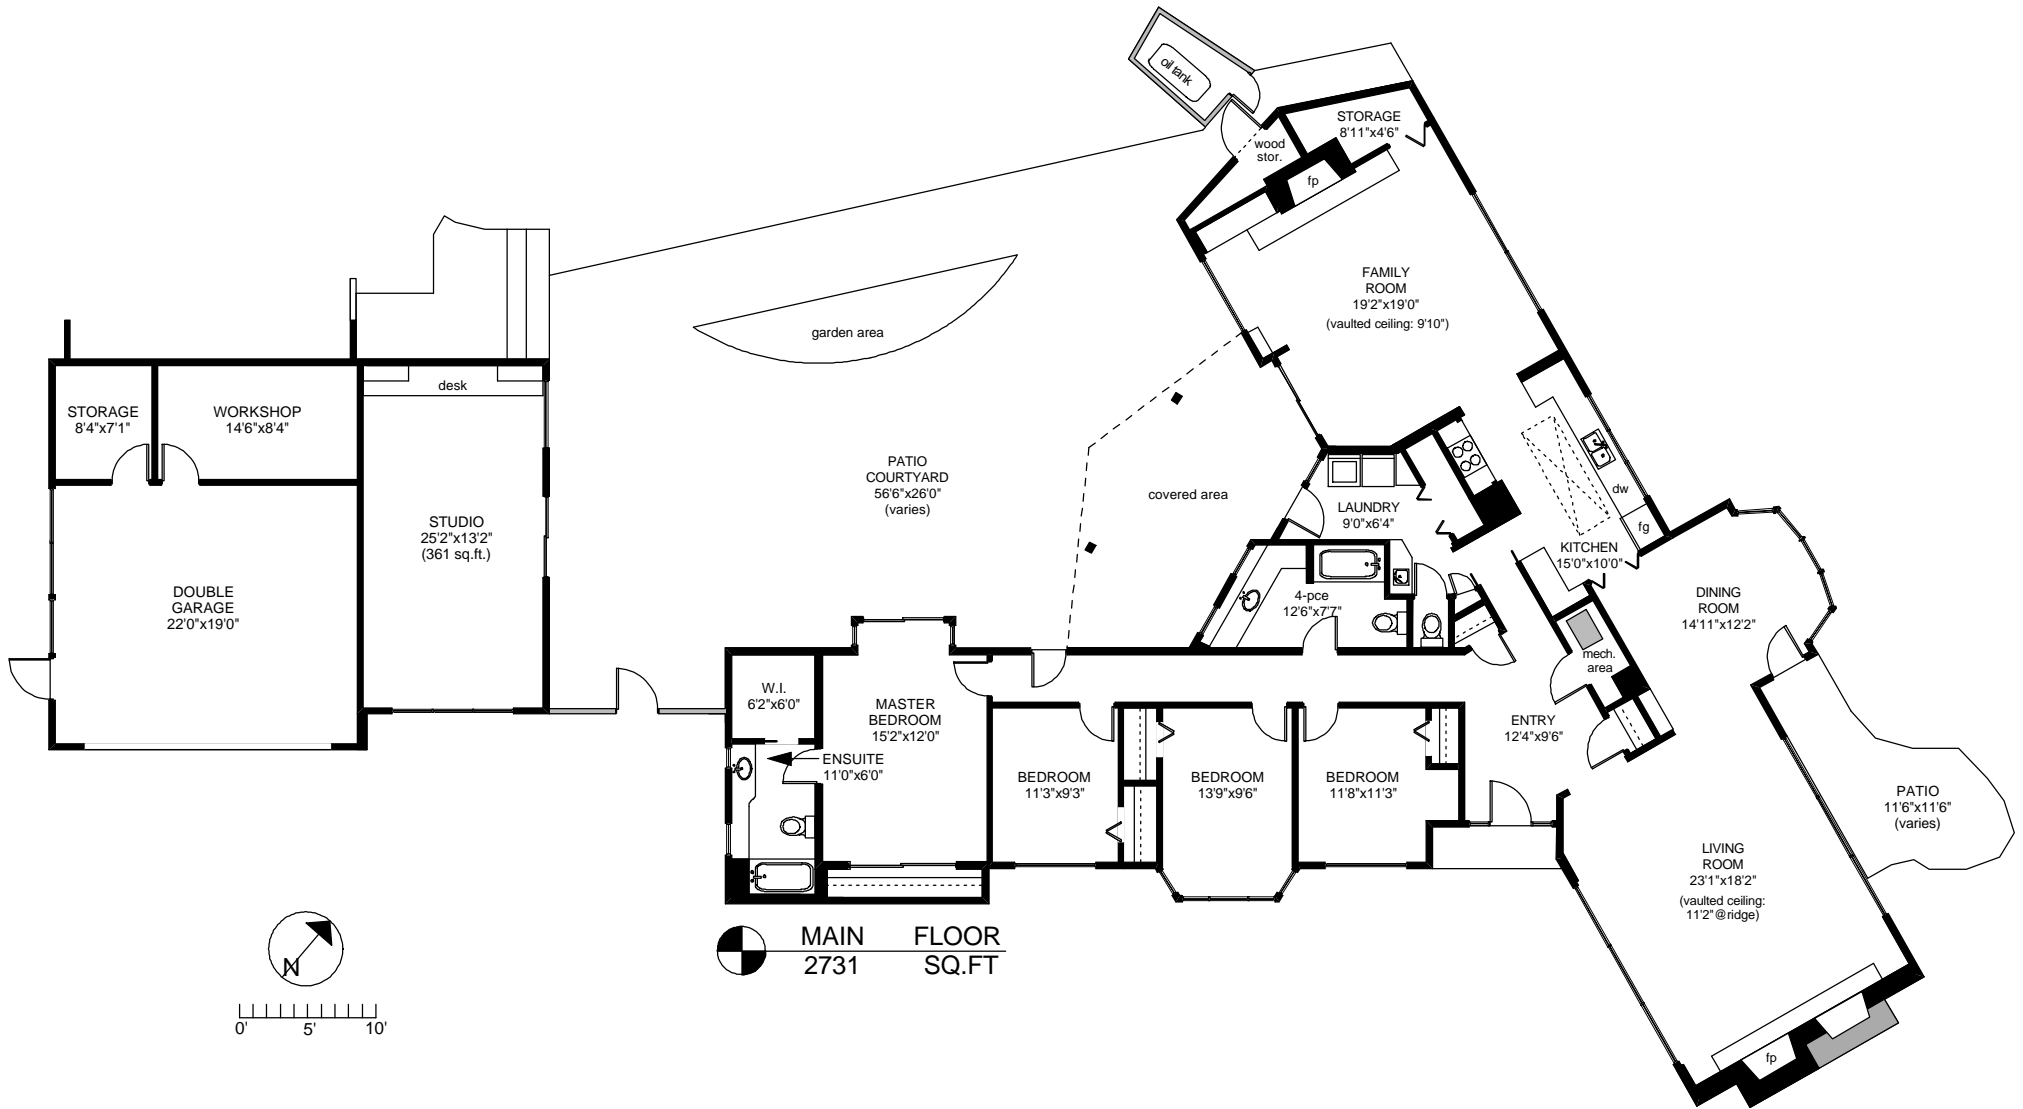 oil tank
STORAGE
8'11"x4'6"
wood
stor.
fp
FAMILY
ROOM
19'2"x19'0"
(vaulted ceiling: 9'10")
garden area
desk
STORAGE
8'4"x7'1"
WORKSHOP
14'6"x8'4"
PATIO
COURTYARD
56'6"x26'0"
(varies)
covered area
STUDIO
25'2"x13'2"
(361 sq.ft.)
LAUNDRY
9'0"x6'4"
dw
fg
KITCHEN
15'0"x10'0"
DOUBLE
GARAGE
22'0"x19'0"
4-pce
12'6"x7'7"
DINING
ROOM
14'11"x12'2"
mech.
area
W.I.
6'2"x6'0"
MASTER
BEDROOM
15'2"x12'0"
ENSUITE
11'0"x6'0"
ENTRY
12'4"x9'6"
BEDROOM
11'3"x9'3"
BEDROOM
13'9"x9'6"
BEDROOM
11'8"x11'3"
PATIO
11'6"x11'6"
(varies)
LIVING
ROOM
23'1"x18'2"
(vaulted ceiling:
11'2"@ridge)
fp
N
0' 5' 10'
MAIN FLOOR
2731 SQ.FT